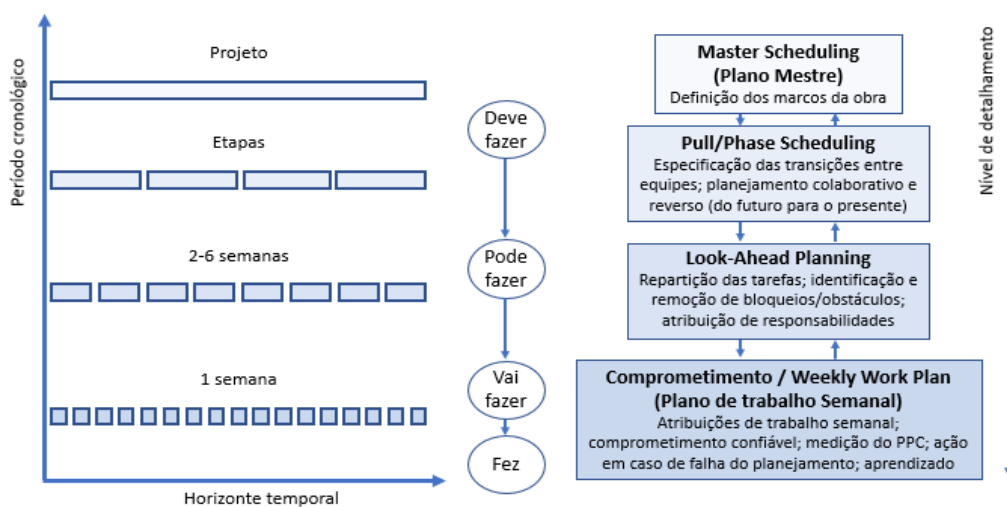 Período cronológico
Projeto
Etapas
2-6 semanas
1 semana
Horizonte temporal
Deve
fazer
Pode
fazer
Vai
fazer
Fez
Master Scheduling
(Plano Mestre)
Definição dos marcos da obra
Pull/Phase Scheduling
Especificação das transições entre
equipes; planejamento colaborativo e
reverso (do futuro para o presente)
Look-Ahead Planning
Repartição das tarefas; identificação e
remoção de bloqueios/obstáculos;
atribuição de responsabilidades
Comprometimento / Weekly Work Plan
(Plano de trabalho Semanal)
Atribuições de trabalho semanal;
comprometimento confiável; medição do PPC; ação
em caso de falha do planejamento; aprendizado
Nível de detalhamento